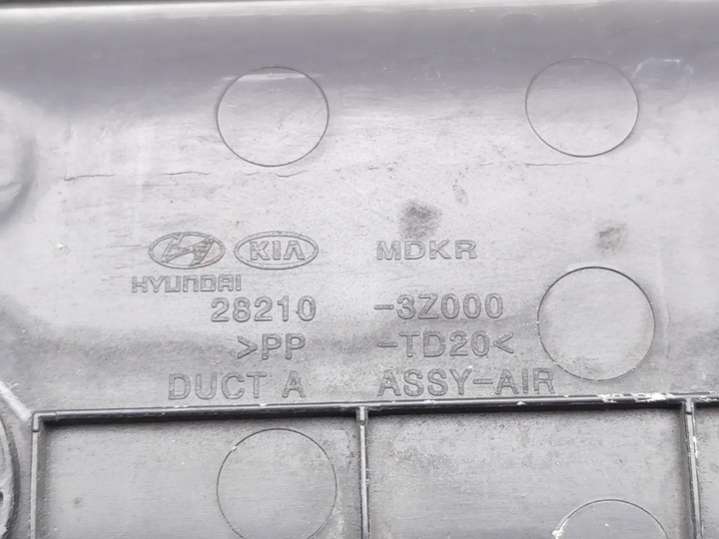 KIA MDKR
HYUNDAI
28210 -3Z000
>PP -TD20<
DUCT A ASSY-AIR